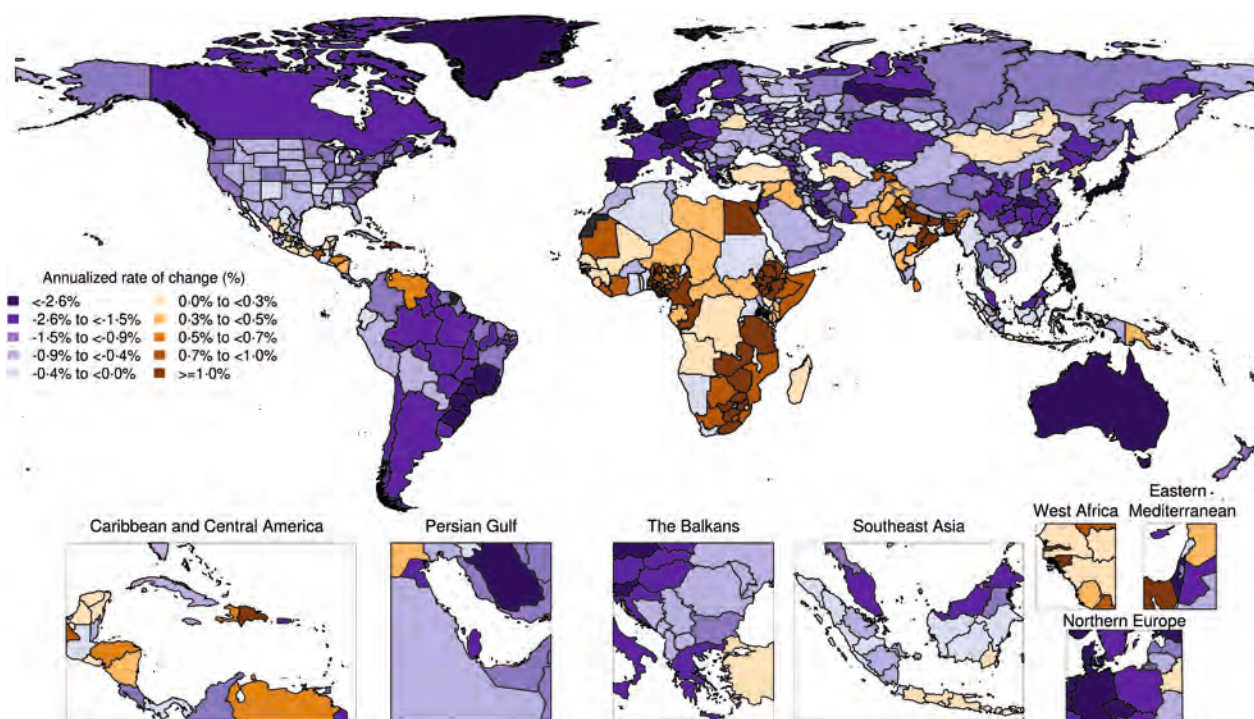 Annualized rate of change (%)
<-2·6%
-2·6% to <-1·5%
-1·5% to <-0·9%
-0·9% to <-0·4%
-0·4% to <0·0%
0·0% to <0·3%
0·3% to <0·5%
0·5% to <0·7%
0·7% to <1·0%
>=1·0%
Caribbean and Central America
Persian Gulf
The Balkans
Southeast Asia
West Africa
Eastern
Mediterranean
Northern Europe